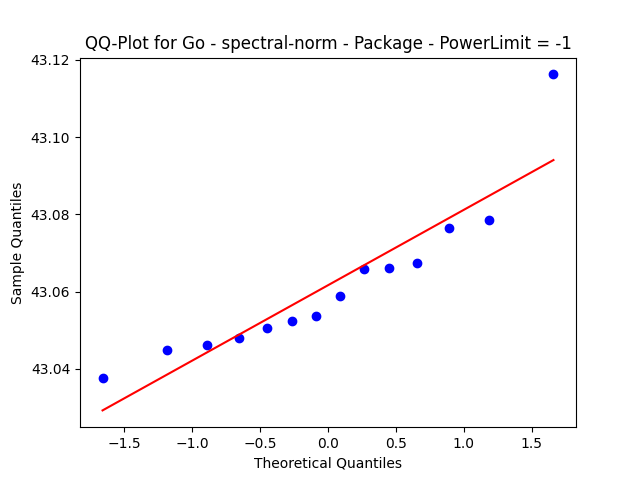 QQ-Plot for Go - spectral-norm - Package - PowerLimit = -1
43.12
43.10
43.08
43.06
43.04
Sample Quantiles
−1.5 −1.0 −0.5 0.0 0.5 1.0 1.5
Theoretical Quantiles